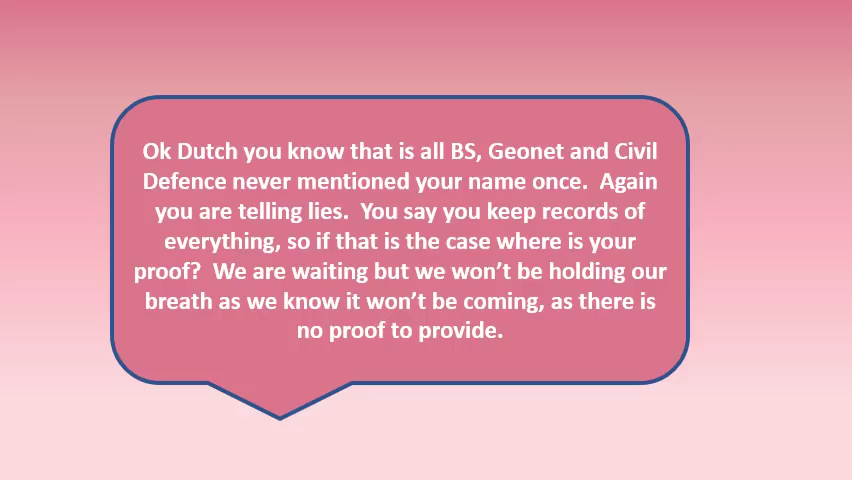 Ok Dutch you know that is all BS, Geonet and Civil
Defence never mentioned your name once.  Again
you are telling lies.  You say you keep records of
everything, so if that is the case where is your
proof?  We are waiting but we won’t be holding our
breath as we know it won’t be coming, as there is
no proof to provide.